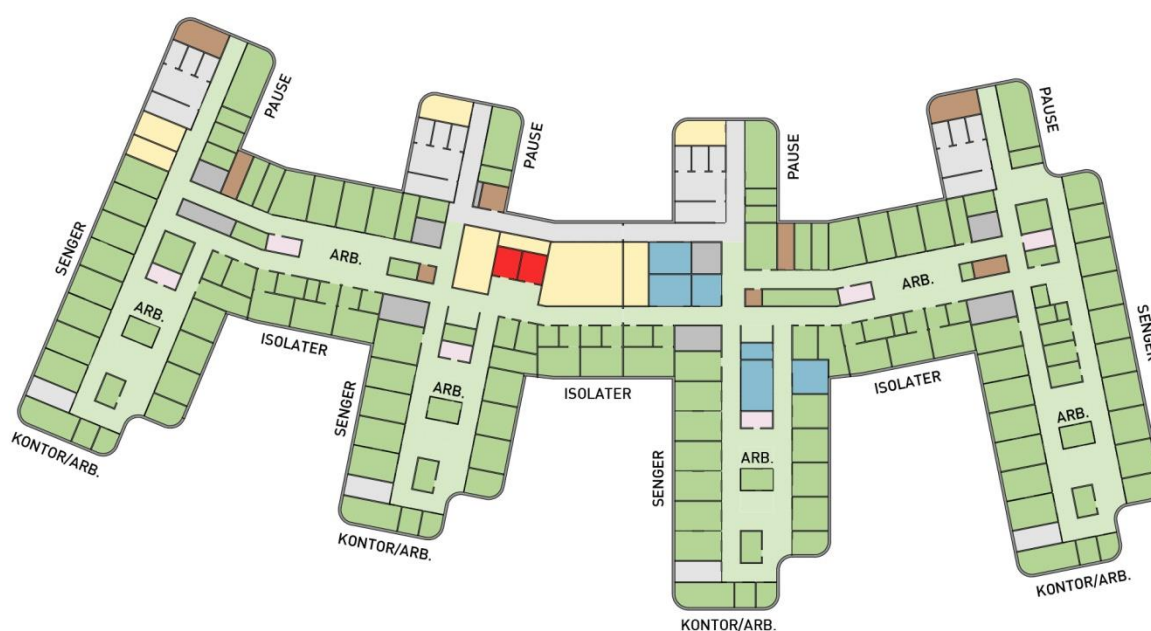 PAUSE
PAUSE
PAUSE
PAUSE
SENGER
ARB.
ARB.
ISOLATER
KONTOR/ARB.
SENGER
ARB.
KONTOR/ARB.
ISOLATER
SENGER
ARB.
KONTOR/ARB.
ARB.
ISOLATER
SENGER
ARB.
KONTOR/ARB.